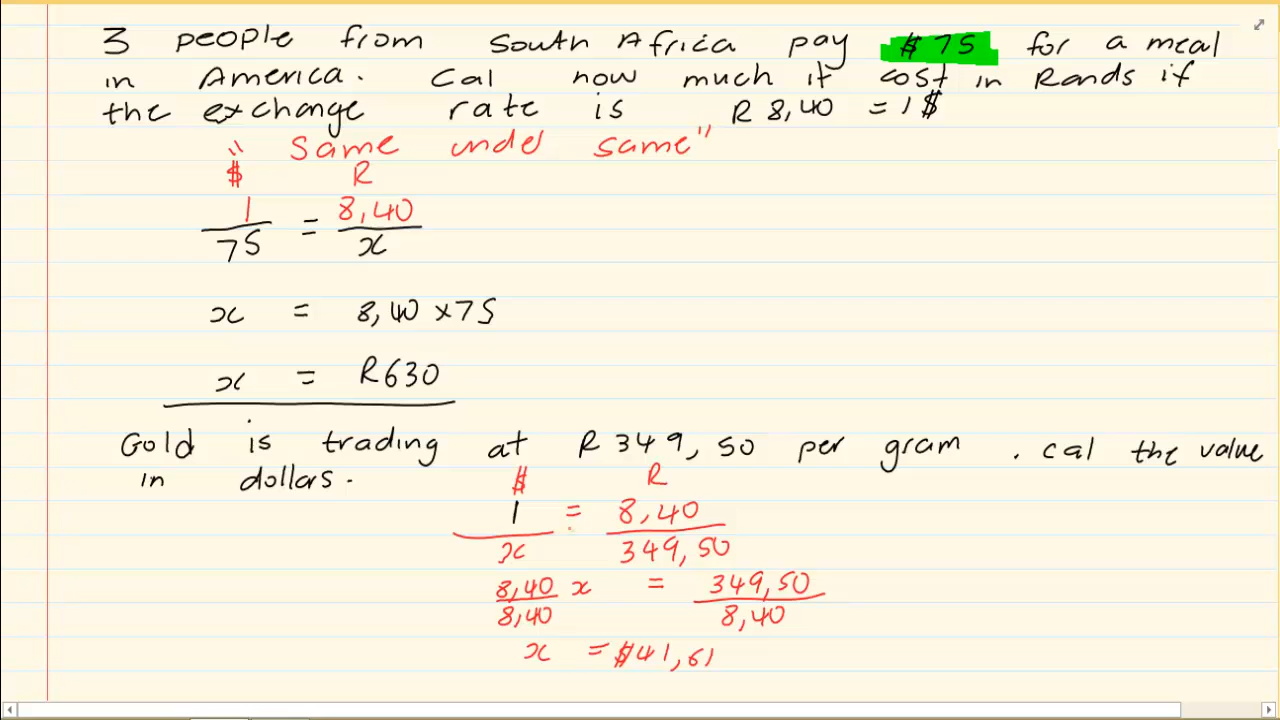 3 people from South Africa pay $ 75 for a meal
in America. Cal now much it cost in Rands if
the exchange rate is R 8,40 = 1 $
" Same under same "
$ R
1 = 8,40
75 x
x = 8,40 x 75
x = R630
Gold is trading at R 349, 50 per gram . cal the value
in dollars.
$ R
1 = 8,40
x 349, 50
8,40 x = 349,50
8,40 8,40
x = $41,61